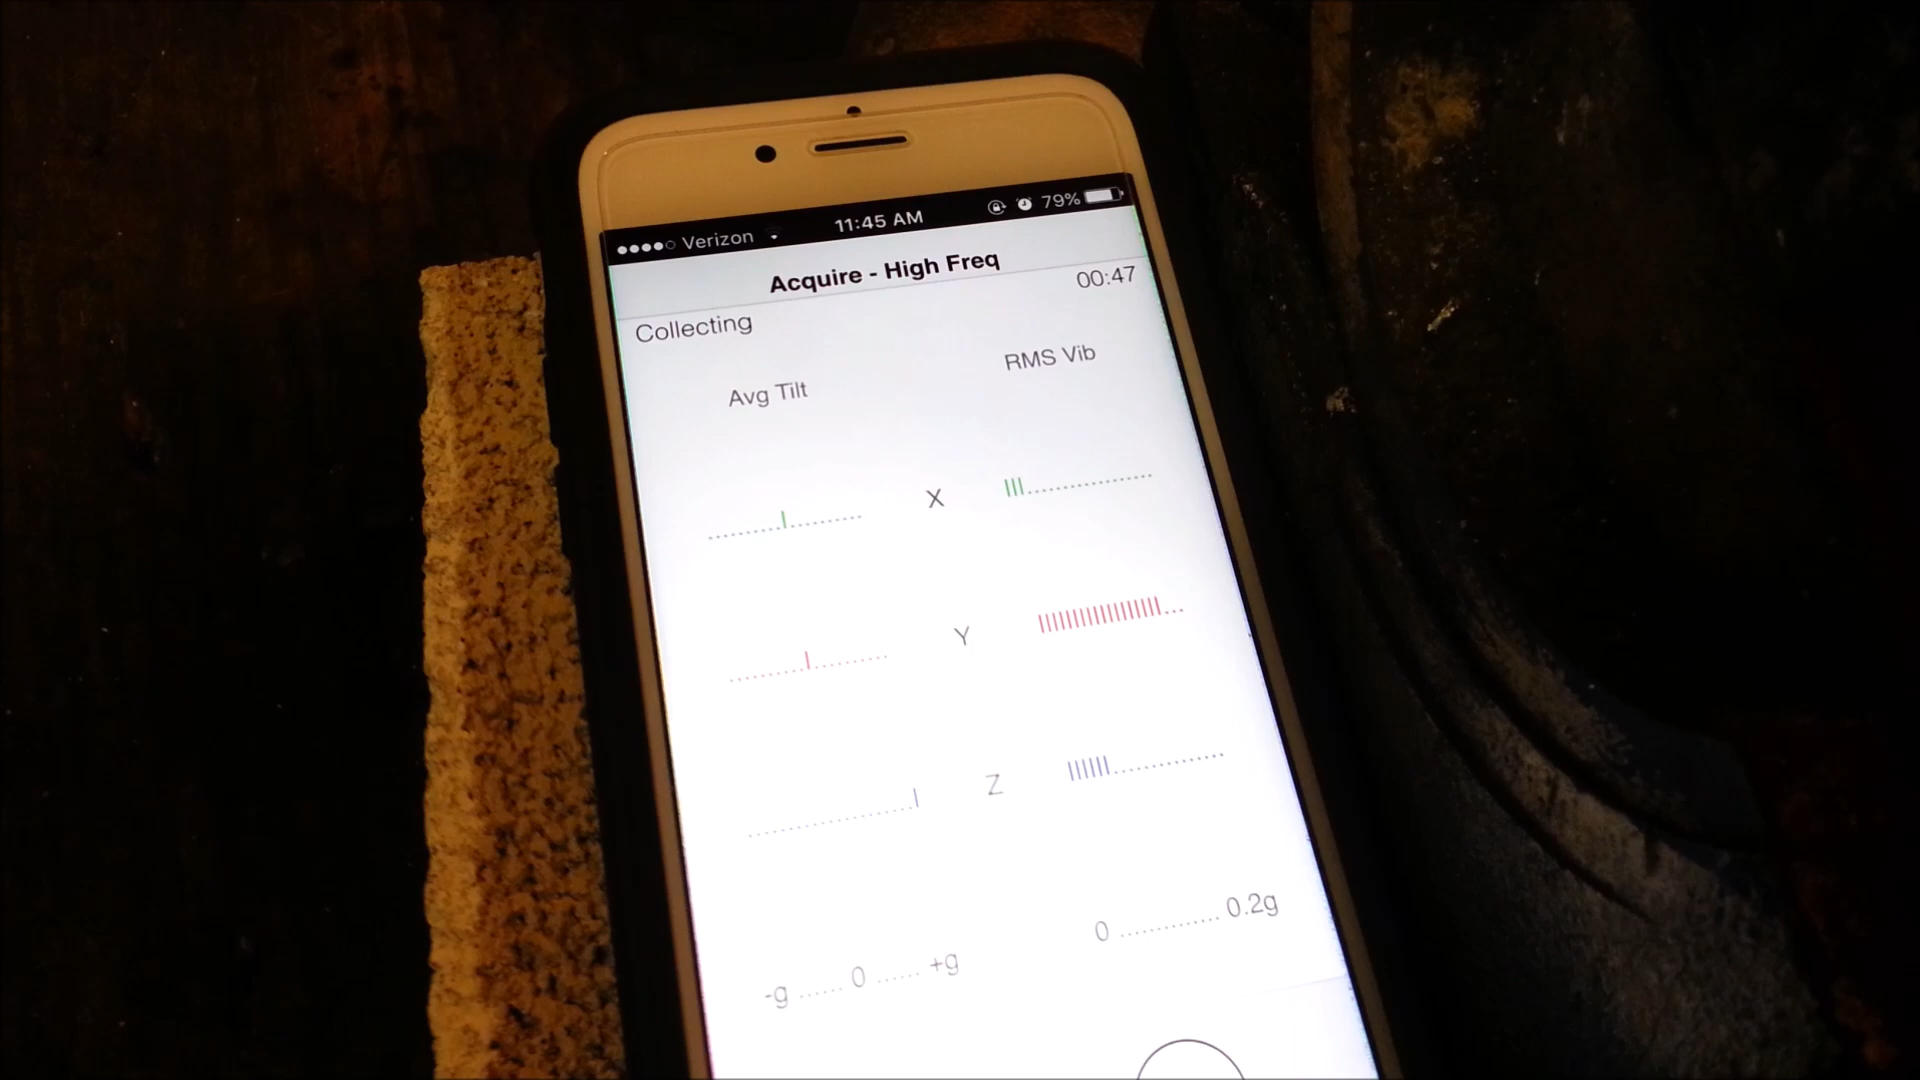 Verizon 11:45 AM 79%
Acquire - High Freq
00:47
Collecting
Avg Tilt RMS Vib
X
Y
Z
-g ...... 0 ...... +g 0 ............. 0.2g